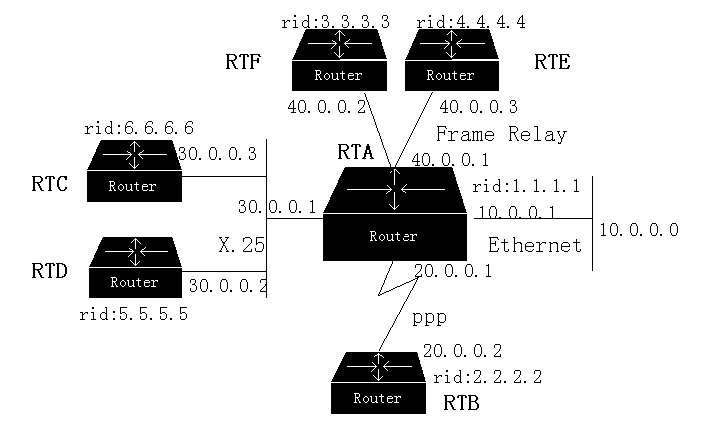 rid:3.3.3.3
rid:4.4.4.4
RTF
Router
Router
RTE
40.0.0.2
40.0.0.3
Frame Relay
rid:6.6.6.6
30.0.0.3
RTA
40.0.0.1
RTC
Router
rid:1.1.1.1
30.0.0.1
10.0.0.1
Router
X.25
Ethernet
10.0.0.0
RTD
Router
30.0.0.2
20.0.0.1
rid:5.5.5.5
ppp
20.0.0.2
rid:2.2.2.2
Router
RTB